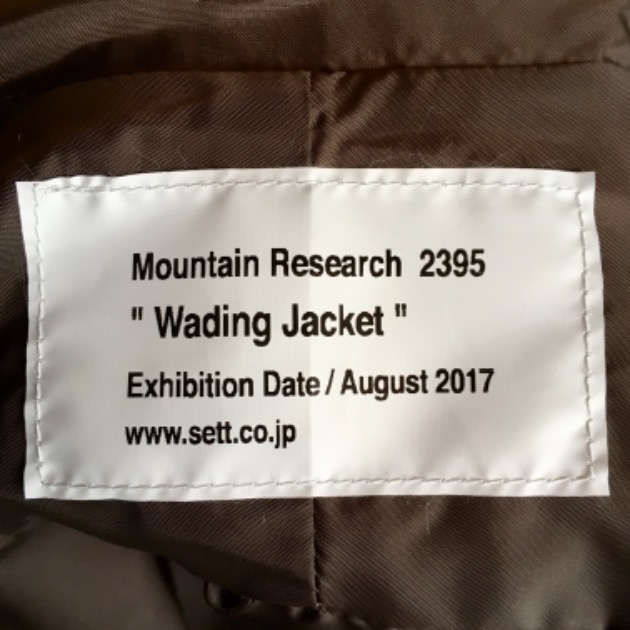 Mountain Research 2395
" Wading Jacket "
Exhibition Date / August 2017
www.sett.co.jp